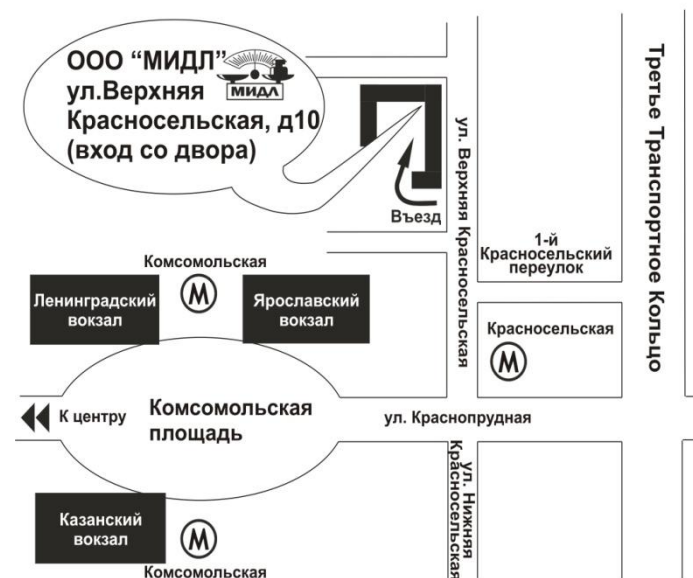 ООО “МИДЛ”
ул.Верхняя
Красносельская, д10
(вход со двора)
МИДЛ
Въезд
ул. Верхняя Красносельская
Третье Транспортное Кольцо
1-й
Красносельский
переулок
Комсомольская
М
Ленинградский
вокзал
Ярославский
вокзал
Красносельская
М
К центру
Комсомольская
площадь
ул. Краснопрудная
ул. Нижняя
Красносельская
Казанский
вокзал
М
Комсомольская